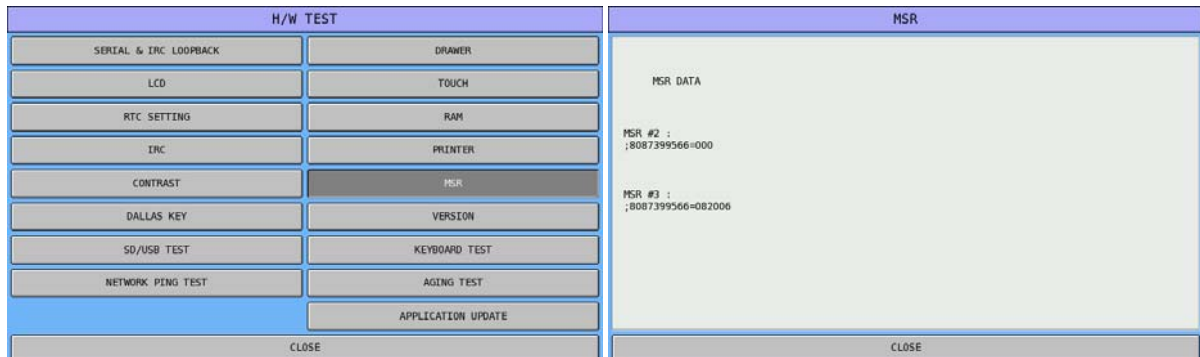 H/W TEST
SERIAL & IRC LOOPBACK
DRAWER
LCD
TOUCH
RTC SETTING
RAM
IRC
PRINTER
CONTRAST
MSR
DALLAS KEY
VERSION
SD/USB TEST
KEYBOARD TEST
NETWORK PING TEST
AGING TEST
APPLICATION UPDATE
CLOSE
MSR
MSR DATA
MSR #2 :
;8087399566=000
MSR #3 :
;8087399566=082006
CLOSE